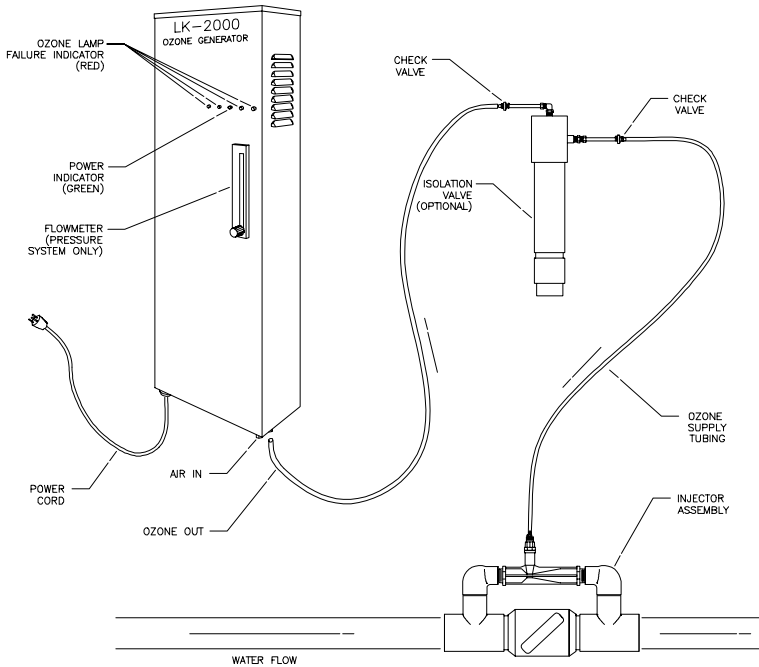 LK-2000
OZONE GENERATOR
OZONE LAMP
FAILURE INDICATOR
(RED)
POWER
INDICATOR
(GREEN)
FLOWMETER
(PRESSURE
SYSTEM ONLY)
CHECK
VALVE
CHECK
VALVE
ISOLATION
VALVE
(OPTIONAL)
POWER
CORD
AIR IN
OZONE OUT
OZONE
SUPPLY
TUBING
INJECTOR
ASSEMBLY
WATER FLOW